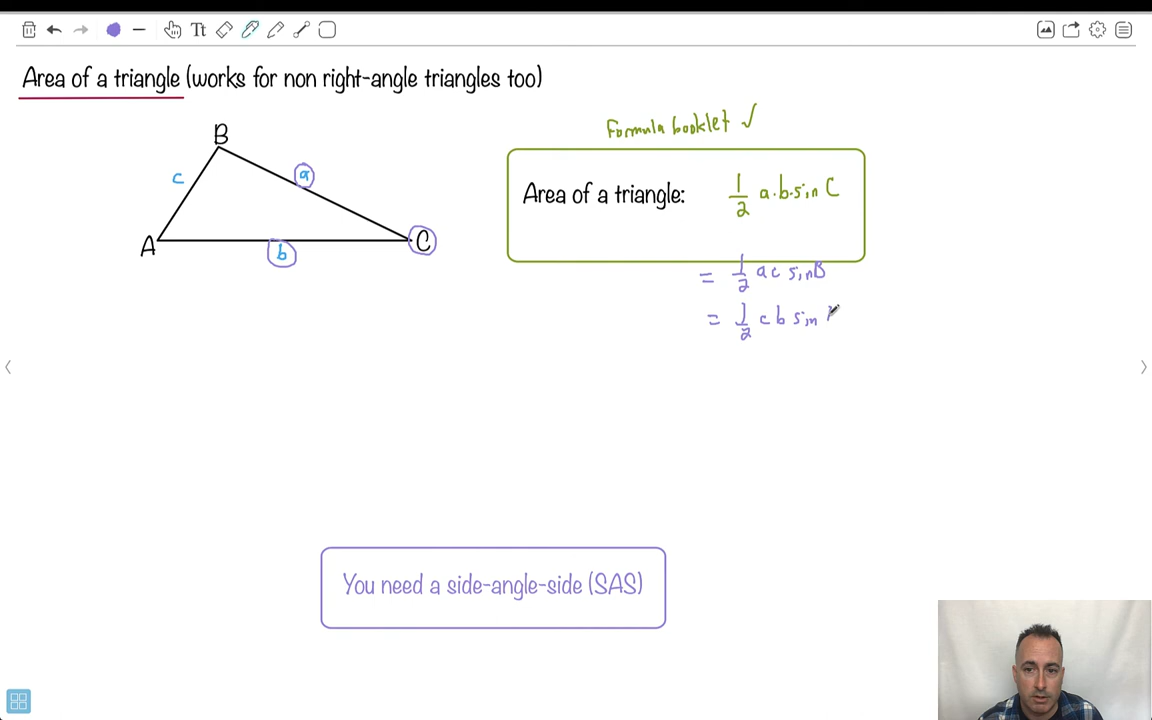 Tt
Area of a triangle (works for non right-angle triangles too)
Formula booklet ✓
B
c
a
Area of a triangle: 1/2 a·b·sin C
A
b
C
= 1/2 ac sinB
= 1/2 cb sin
You need a side-angle-side (SAS)